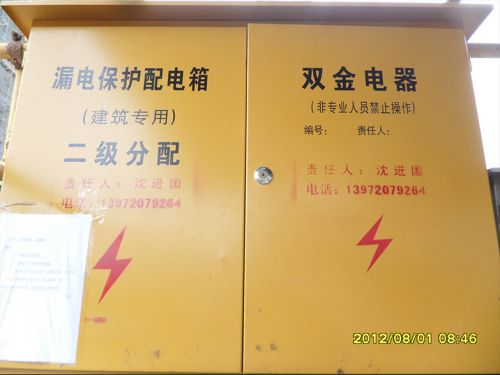 漏电保护配电箱
(建筑专用)
二级分配
责任人：沈进国
电话：13972079264
双金电器
(非专业人员禁止操作)
编号： 责任人：
责任人：沈进国
电话：13972079264
2012/08/01 08:46